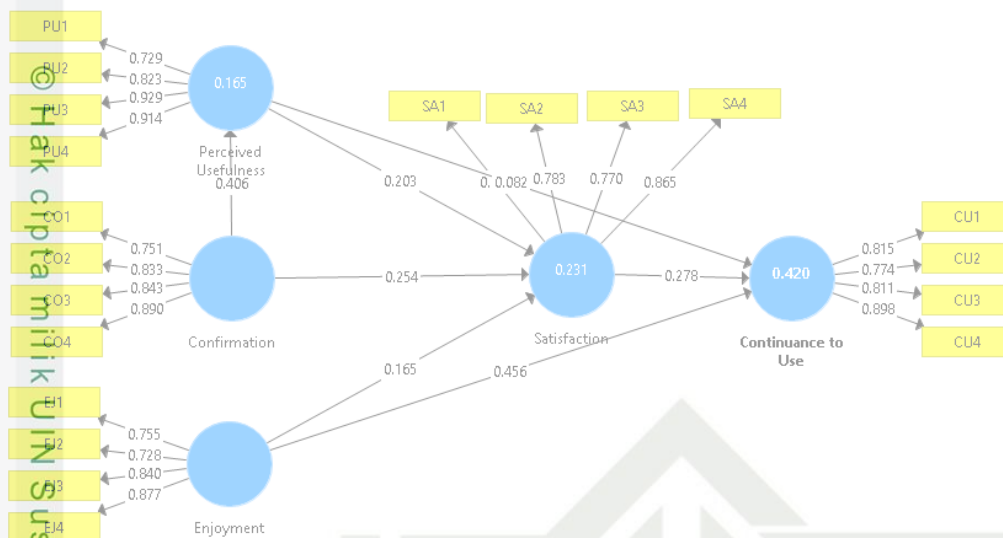 PU1
PU2
PU3
PU4
0.729
0.823
0.929
0.914
0.165
Perceived
Usefulness
0.406
SA1
SA2
SA3
SA4
0.082
0.783
0.770
0.865
0.203
CO1
CO2
CO3
CO4
0.751
0.833
0.843
0.890
Confirmation
0.254
0.231
Satisfaction
0.278
0.420
Continuance to
Use
0.815
0.774
0.811
0.898
CU1
CU2
CU3
CU4
0.165
0.456
EJ1
EJ2
EJ3
EJ4
0.755
0.728
0.840
0.877
Enjoyment
© Hak cipta milik UIN Sus